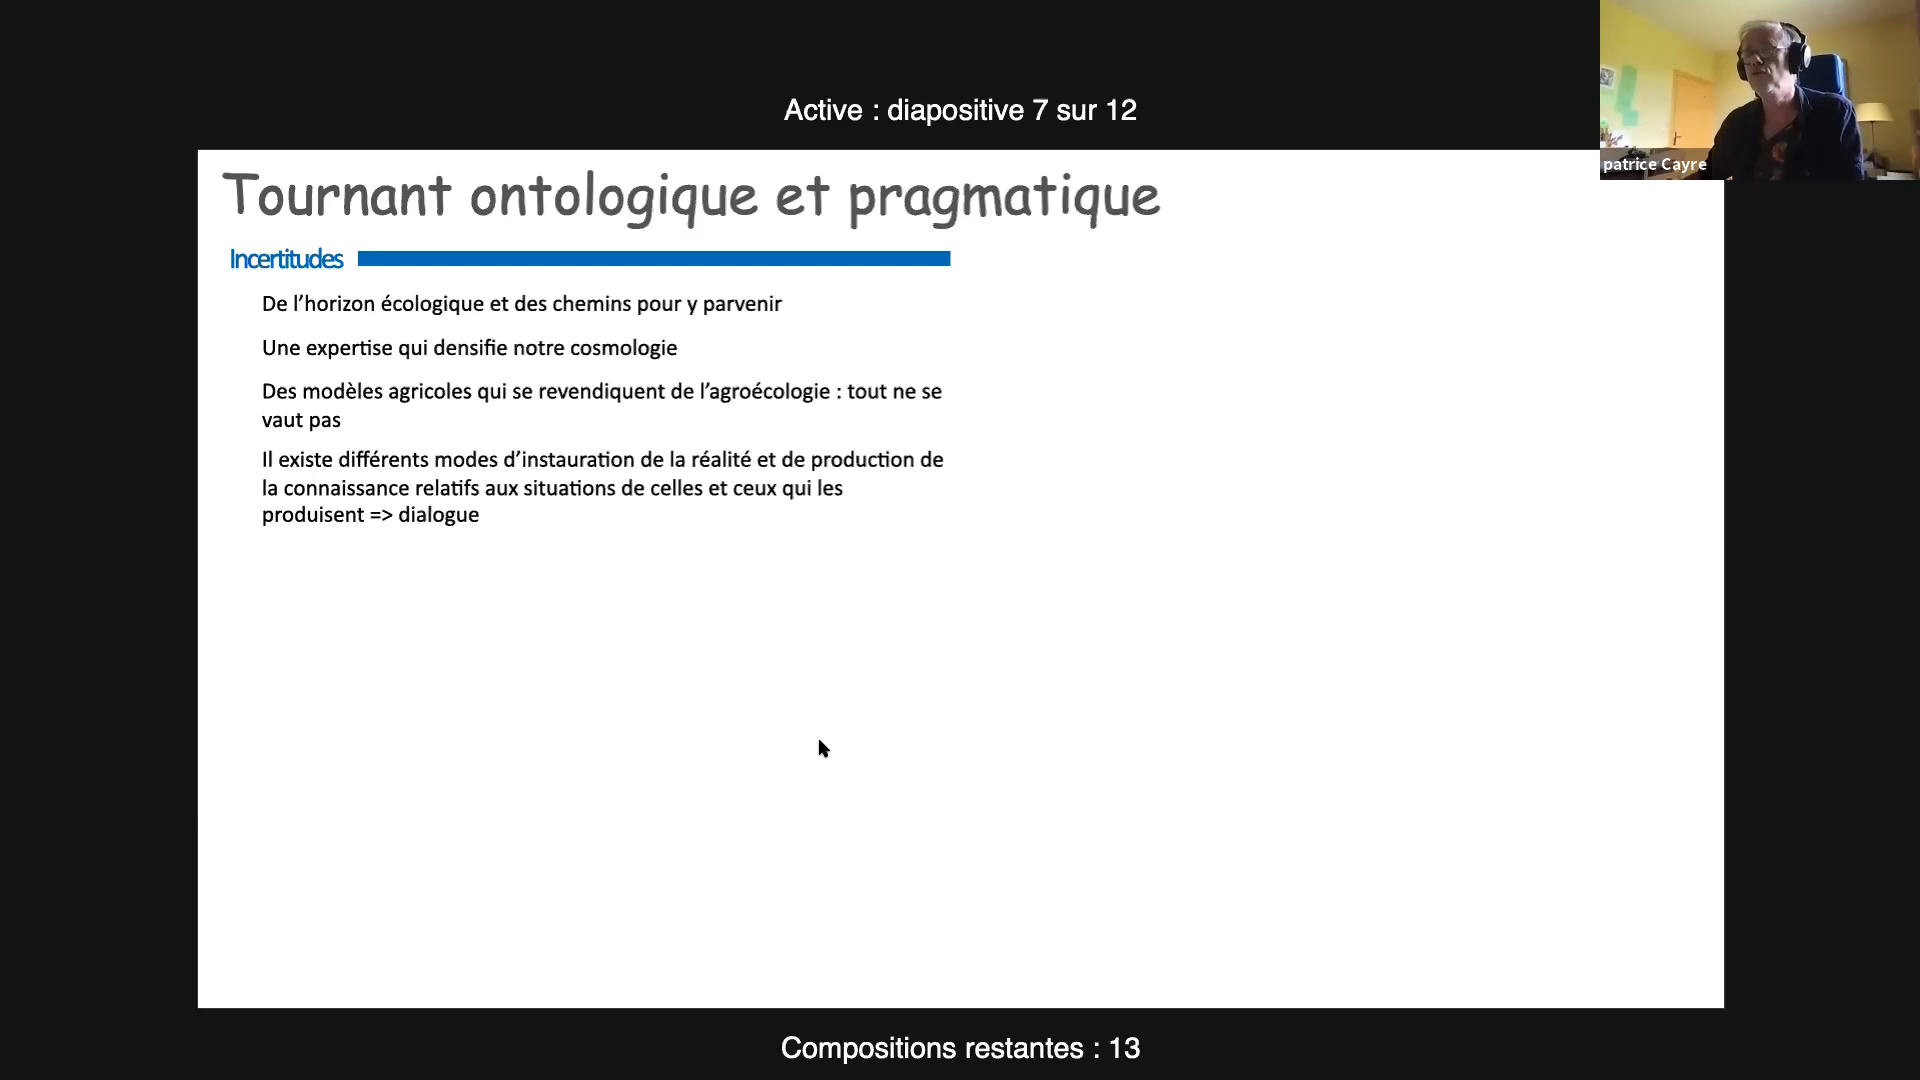 Active : diapositive 7 sur 12
patrice Cayre
Tournant ontologique et pragmatique
Incertitudes
De l’horizon écologique et des chemins pour y parvenir
Une expertise qui densifie notre cosmologie
Des modèles agricoles qui se revendiquent de l’agroécologie : tout ne se
vaut pas
Il existe différents modes d’instauration de la réalité et de production de
la connaissance relatifs aux situations de celles et ceux qui les
produisent => dialogue
Compositions restantes : 13